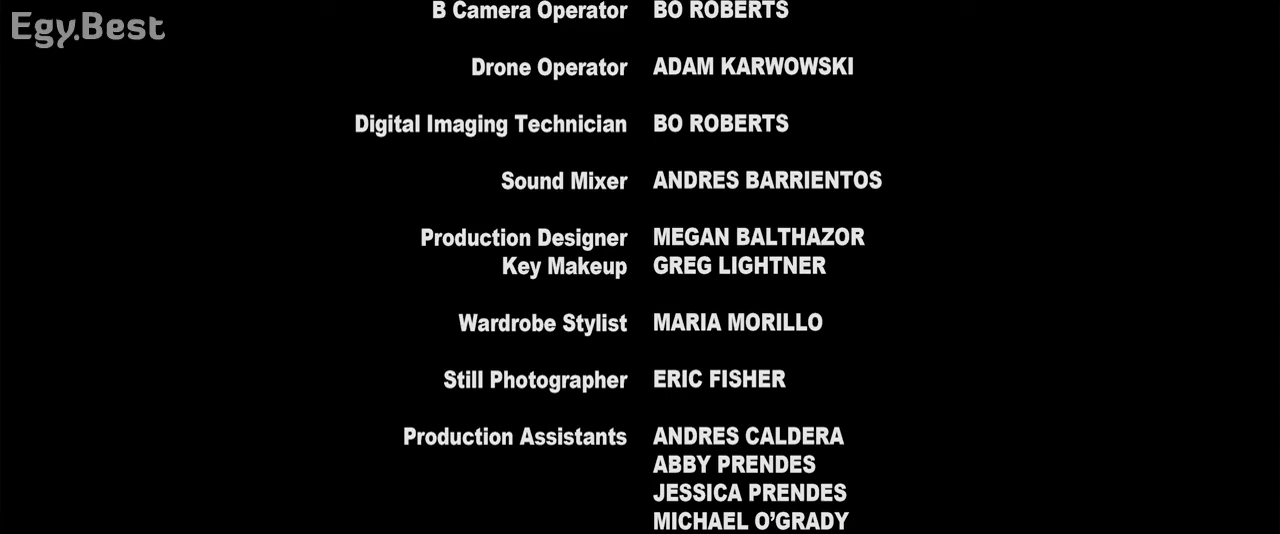 Egy.Best
B Camera Operator BO ROBERTS
Drone Operator ADAM KARWOWSKI
Digital Imaging Technician BO ROBERTS
Sound Mixer ANDRES BARRIENTOS
Production Designer MEGAN BALTHAZOR
Key Makeup GREG LIGHTNER
Wardrobe Stylist MARIA MORILLO
Still Photographer ERIC FISHER
Production Assistants ANDRES CALDERA
ABBY PRENDES
JESSICA PRENDES
MICHAEL O’GRADY